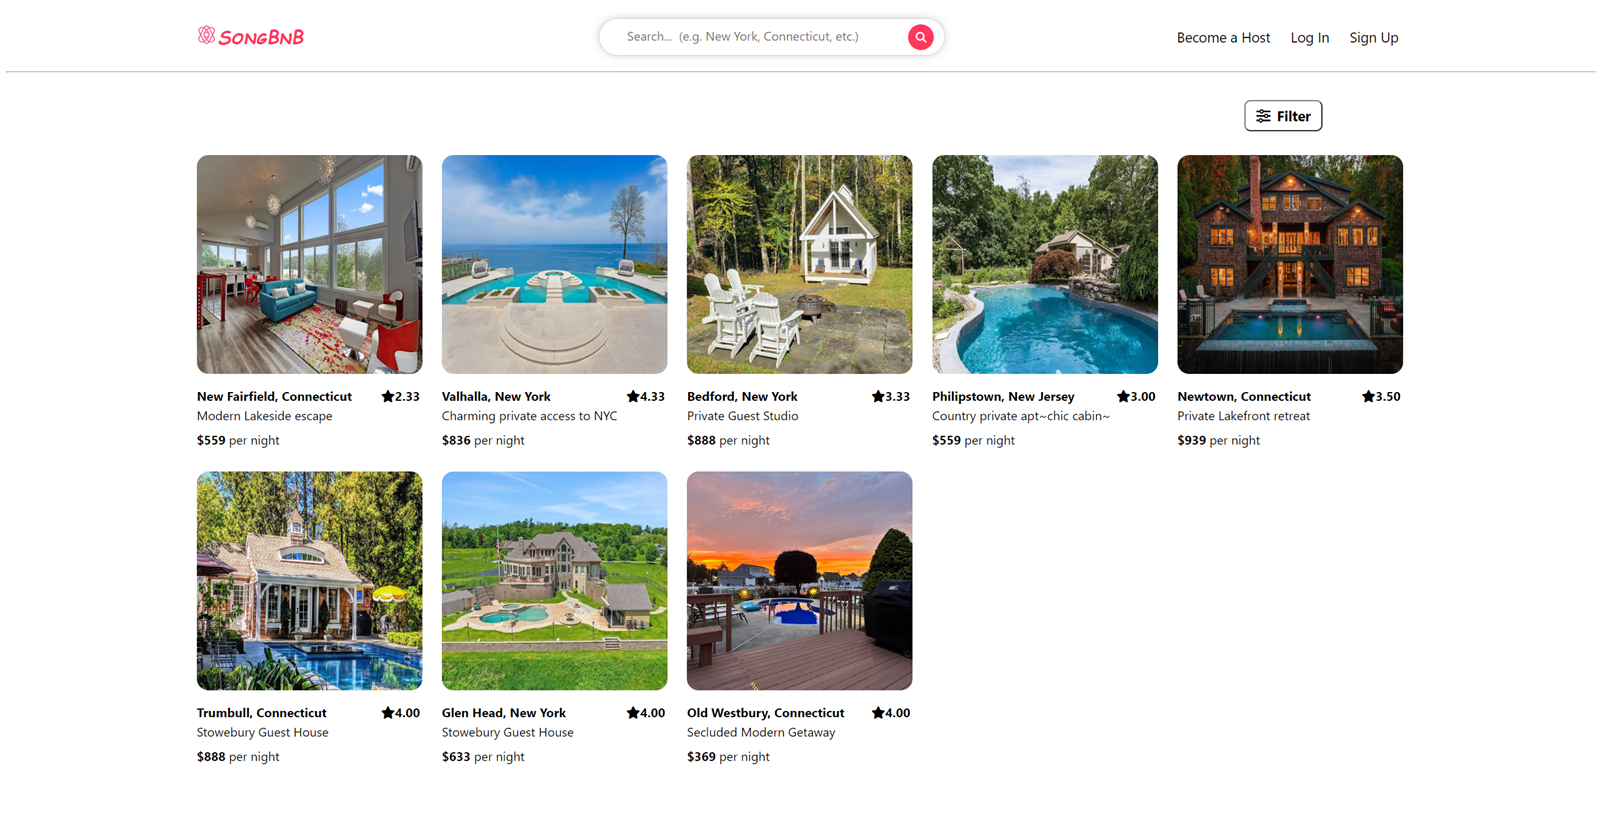 SongBnB
Search... (e.g. New York, Connecticut, etc.)
Become a Host Log In Sign Up
Filter
New Fairfield, Connecticut ★2.33
Modern Lakeside escape
$559 per night
Valhalla, New York ★4.33
Charming private access to NYC
$836 per night
Bedford, New York ★3.33
Private Guest Studio
$888 per night
Philipstown, New Jersey ★3.00
Country private apt~chic cabin~
$559 per night
Newtown, Connecticut ★3.50
Private Lakefront retreat
$939 per night
Trumbull, Connecticut ★4.00
Stowebury Guest House
$888 per night
Glen Head, New York ★4.00
Stowebury Guest House
$633 per night
Old Westbury, Connecticut ★4.00
Secluded Modern Getaway
$369 per night